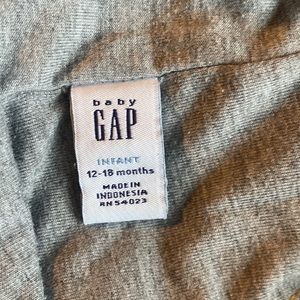 baby
GAP
INFANT
12-18 months
MADE IN
INDONESIA
RN 54023